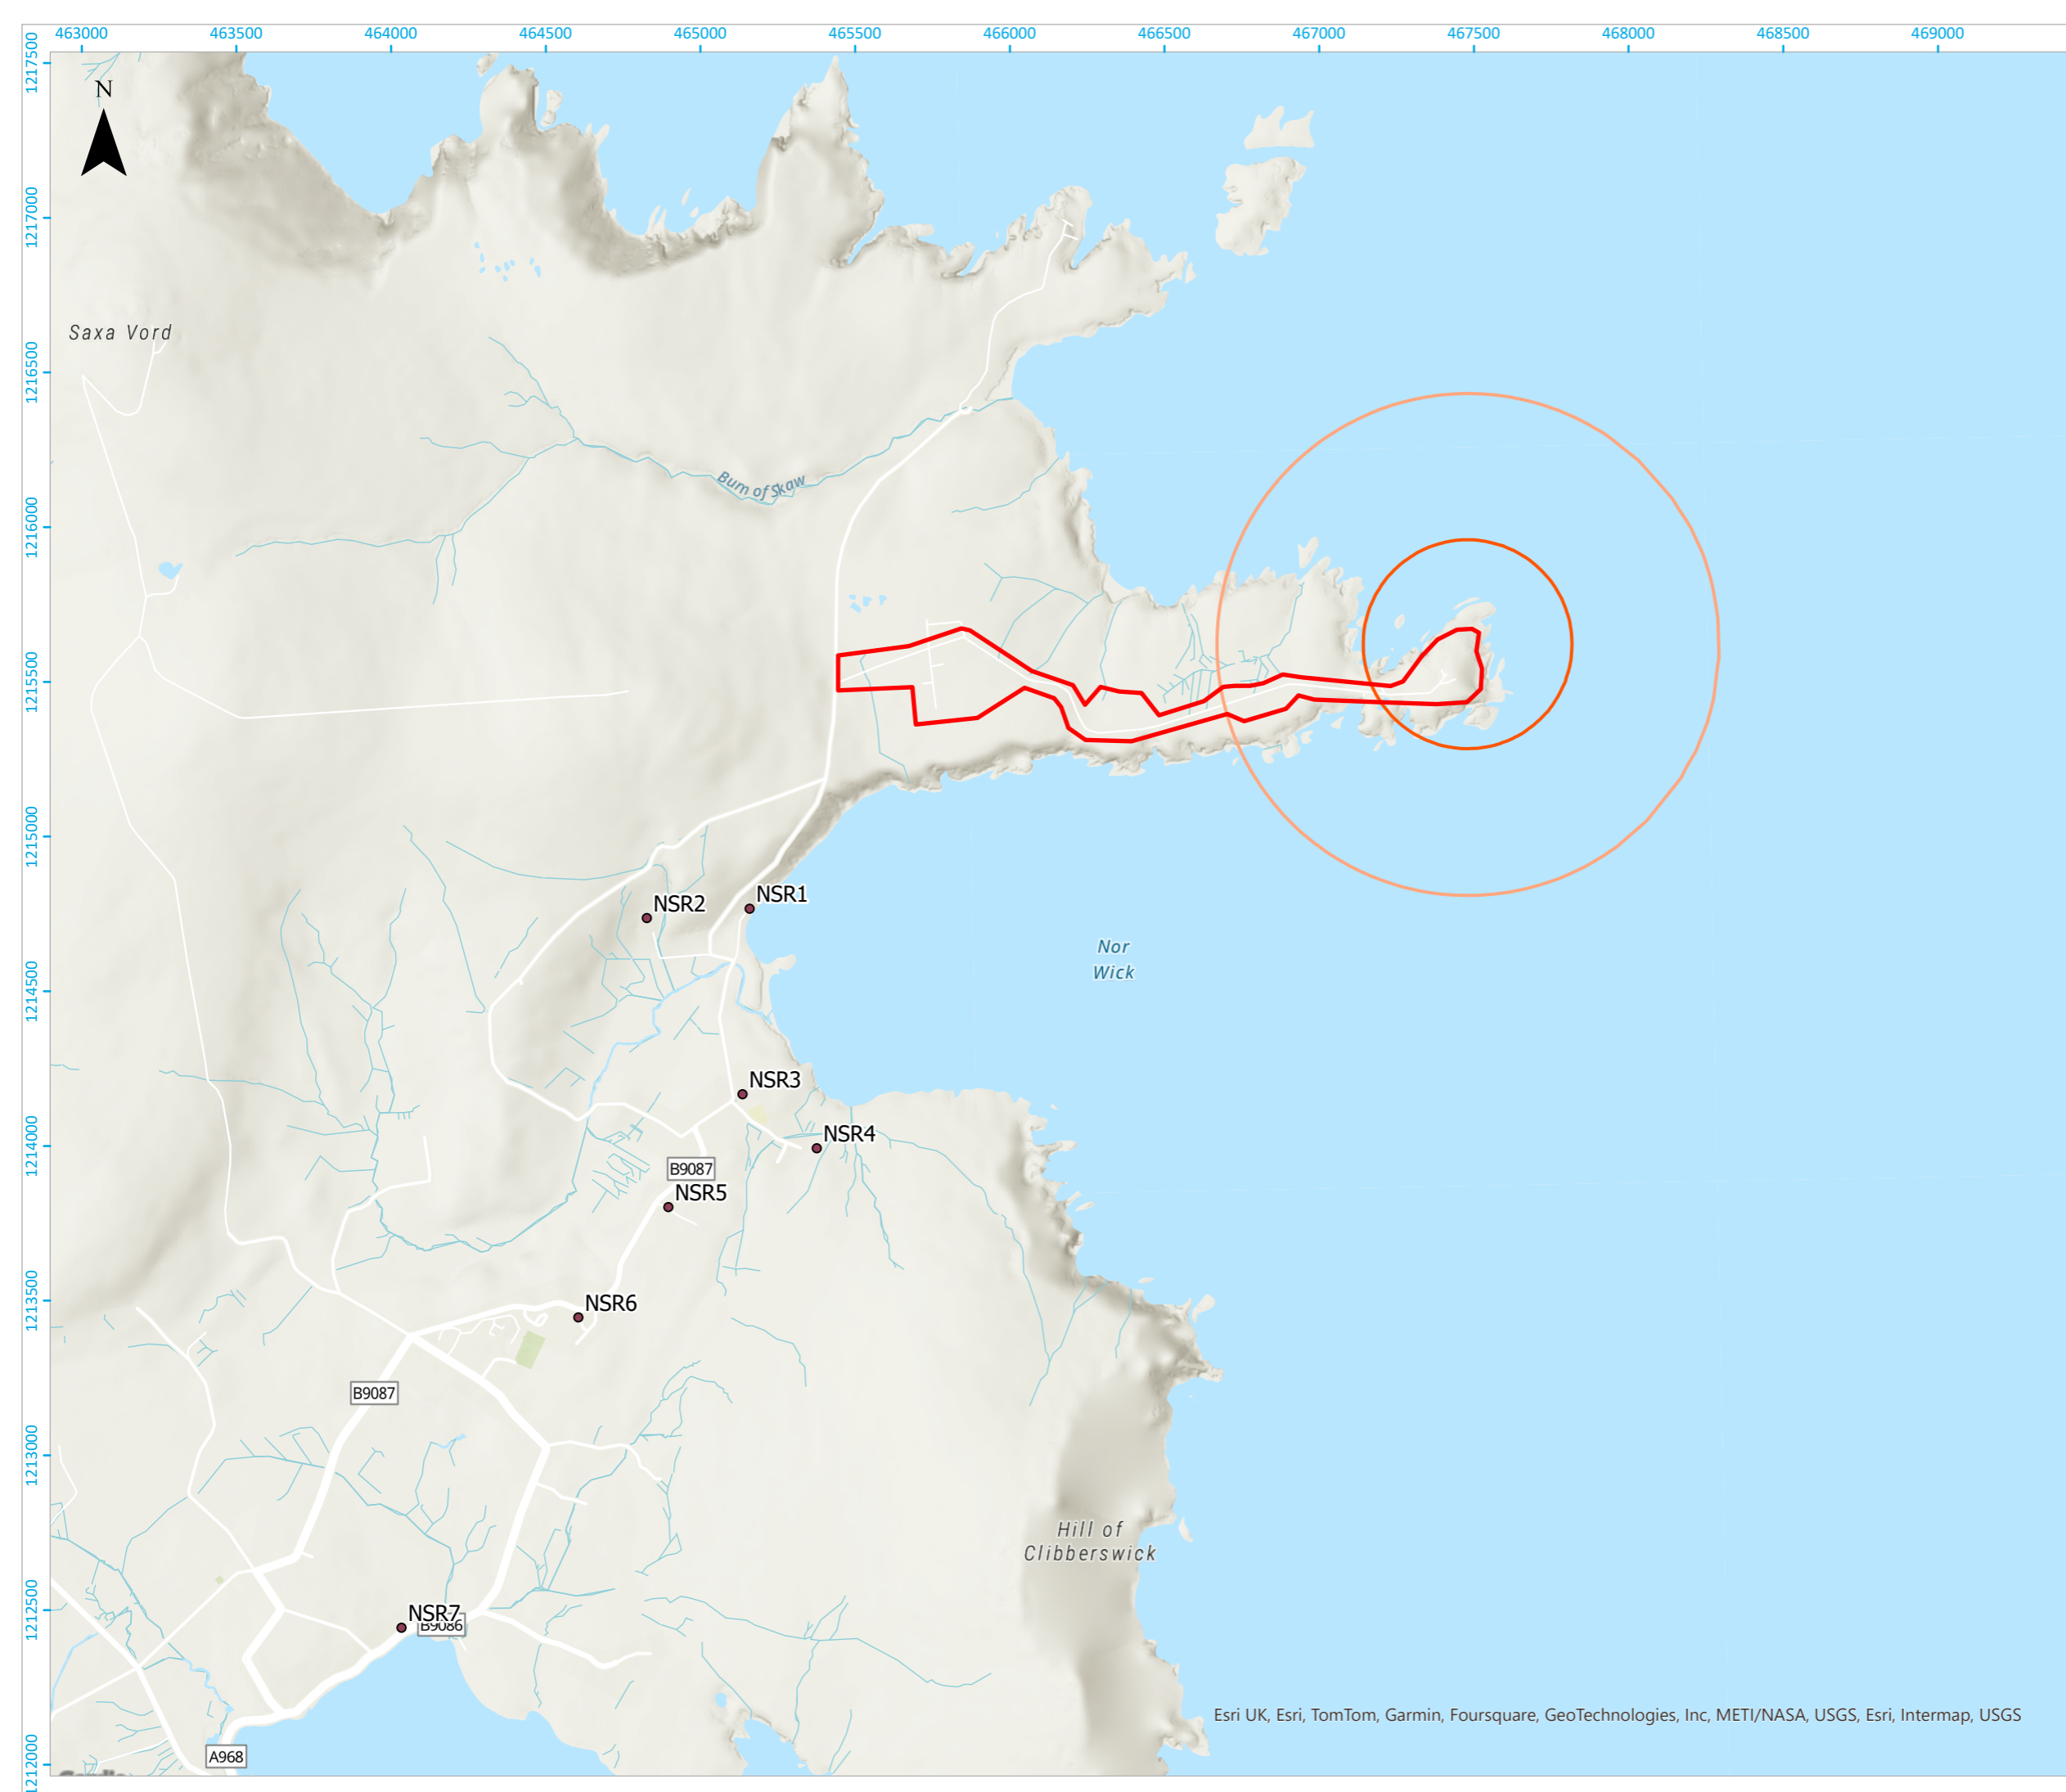 463000 463500 464000 464500 465000 465500 466000 466500 467000 467500 468000 468500 469000
1217500
N
1217000
Saxa Vord
1216500
Burn of Skaw
1216000
1215500
1215000
NSR1
NSR2
Nor
Wick
1214500
NSR3
NSR4
1214000
B9087
NSR5
1213500
NSR6
B9087
1213000
Hill of
Clibberswick
1212500
NSR7
B9086
Esri UK, Esri, TomTom, Garmin, Foursquare, GeoTechnologies, Inc, METI/NASA, USGS, Esri, Intermap, USGS
A968
1212000